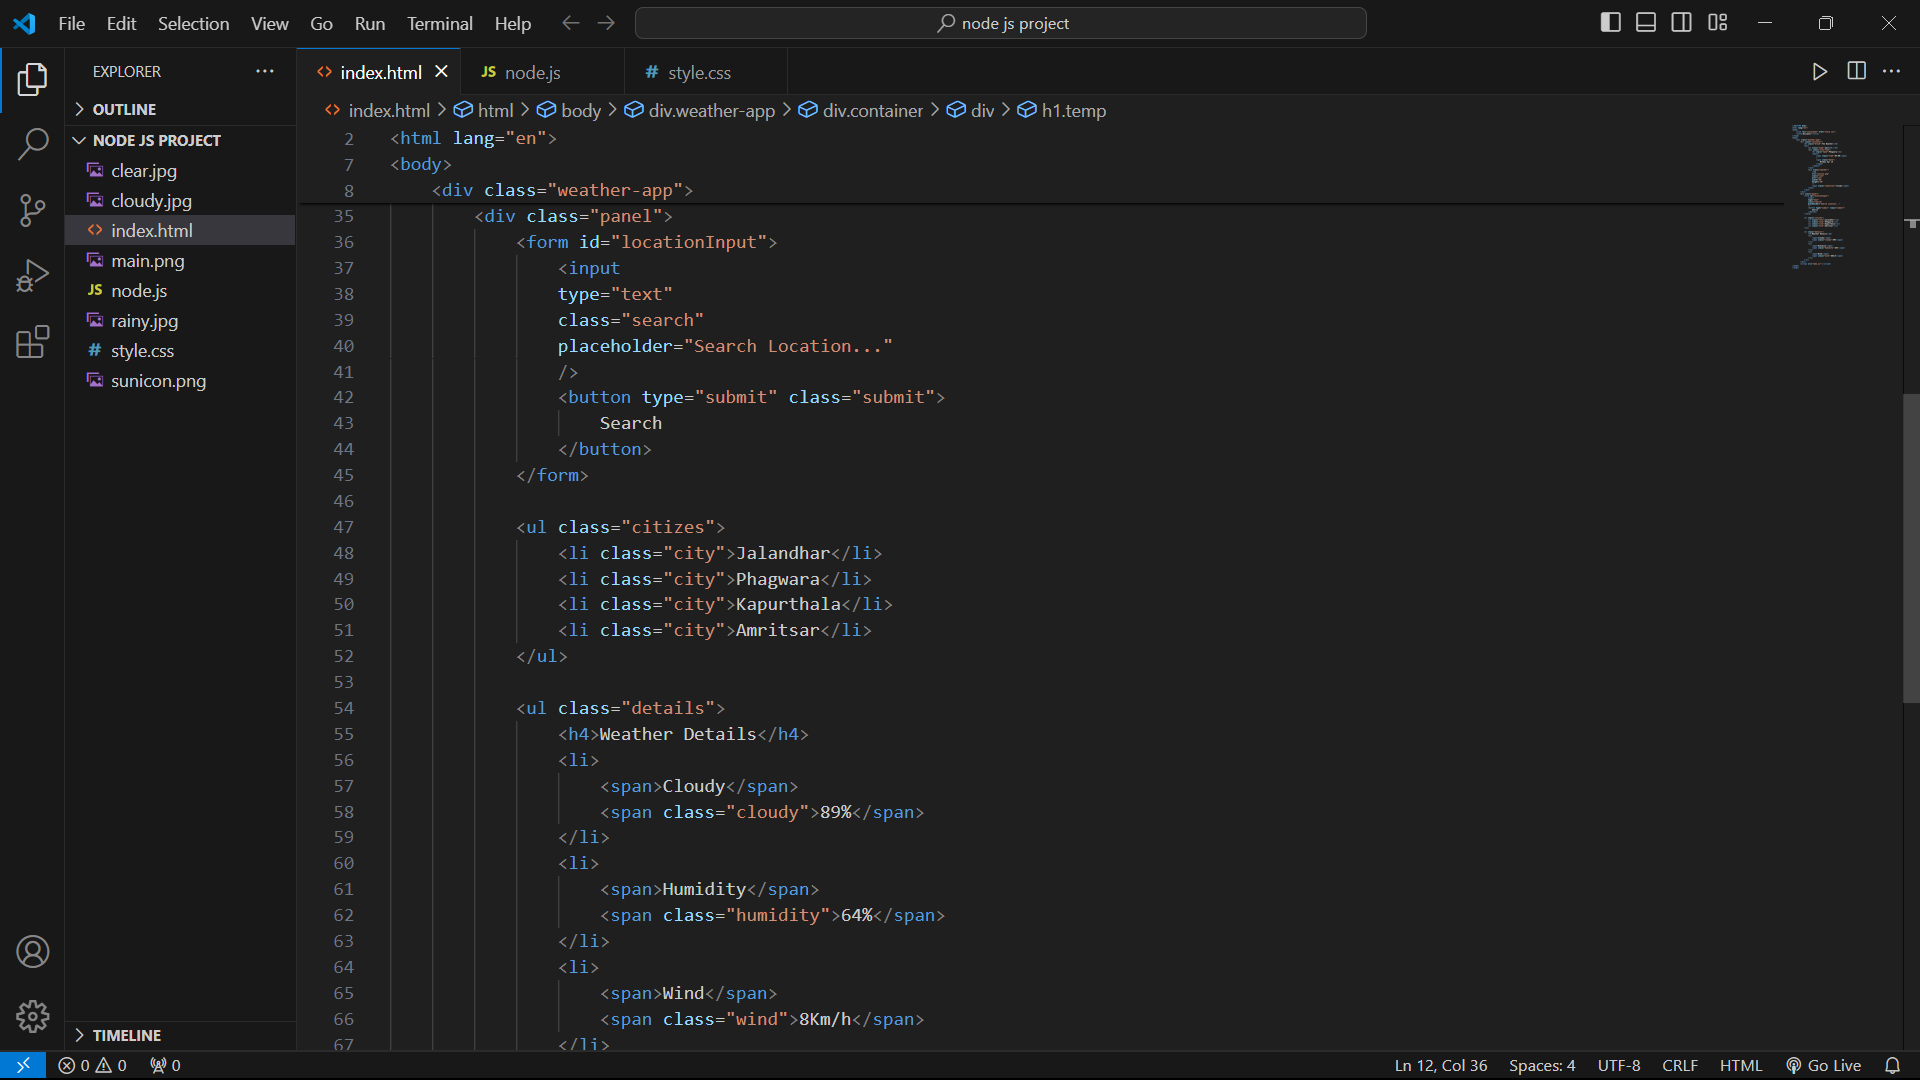 File Edit Selection View Go Run Terminal Help
node js project
EXPLORER
OUTLINE
NODE JS PROJECT
clear.jpg
cloudy.jpg
index.html
main.png
JS node.js
rainy.jpg
# style.css
sunicon.png
TIMELINE
<> index.html
JS node.js
# style.css
<> index.html > html > body > div.weather-app > div.container > div > h1.temp
2 <html lang="en">
7 <body>
8 <div class="weather-app">
35 <div class="panel">
36 <form id="locationInput">
37 <input
38 type="text"
39 class="search"
40 placeholder="Search Location..."
41 />
42 <button type="submit" class="submit">
43 Search
44 </button>
45 </form>
46
47 <ul class="citizes">
48 <li class="city">Jalandhar</li>
49 <li class="city">Phagwara</li>
50 <li class="city">Kapurthala</li>
51 <li class="city">Amritsar</li>
52 </ul>
53
54 <ul class="details">
55 <h4>Weather Details</h4>
56 <li>
57 <span>Cloudy</span>
58 <span class="cloudy">89%</span>
59 </li>
60 <li>
61 <span>Humidity</span>
62 <span class="humidity">64%</span>
63 </li>
64 <li>
65 <span>Wind</span>
66 <span class="wind">8Km/h</span>
67 </li>
0 0 0
Ln 12, Col 36 Spaces: 4 UTF-8 CRLF HTML Go Live